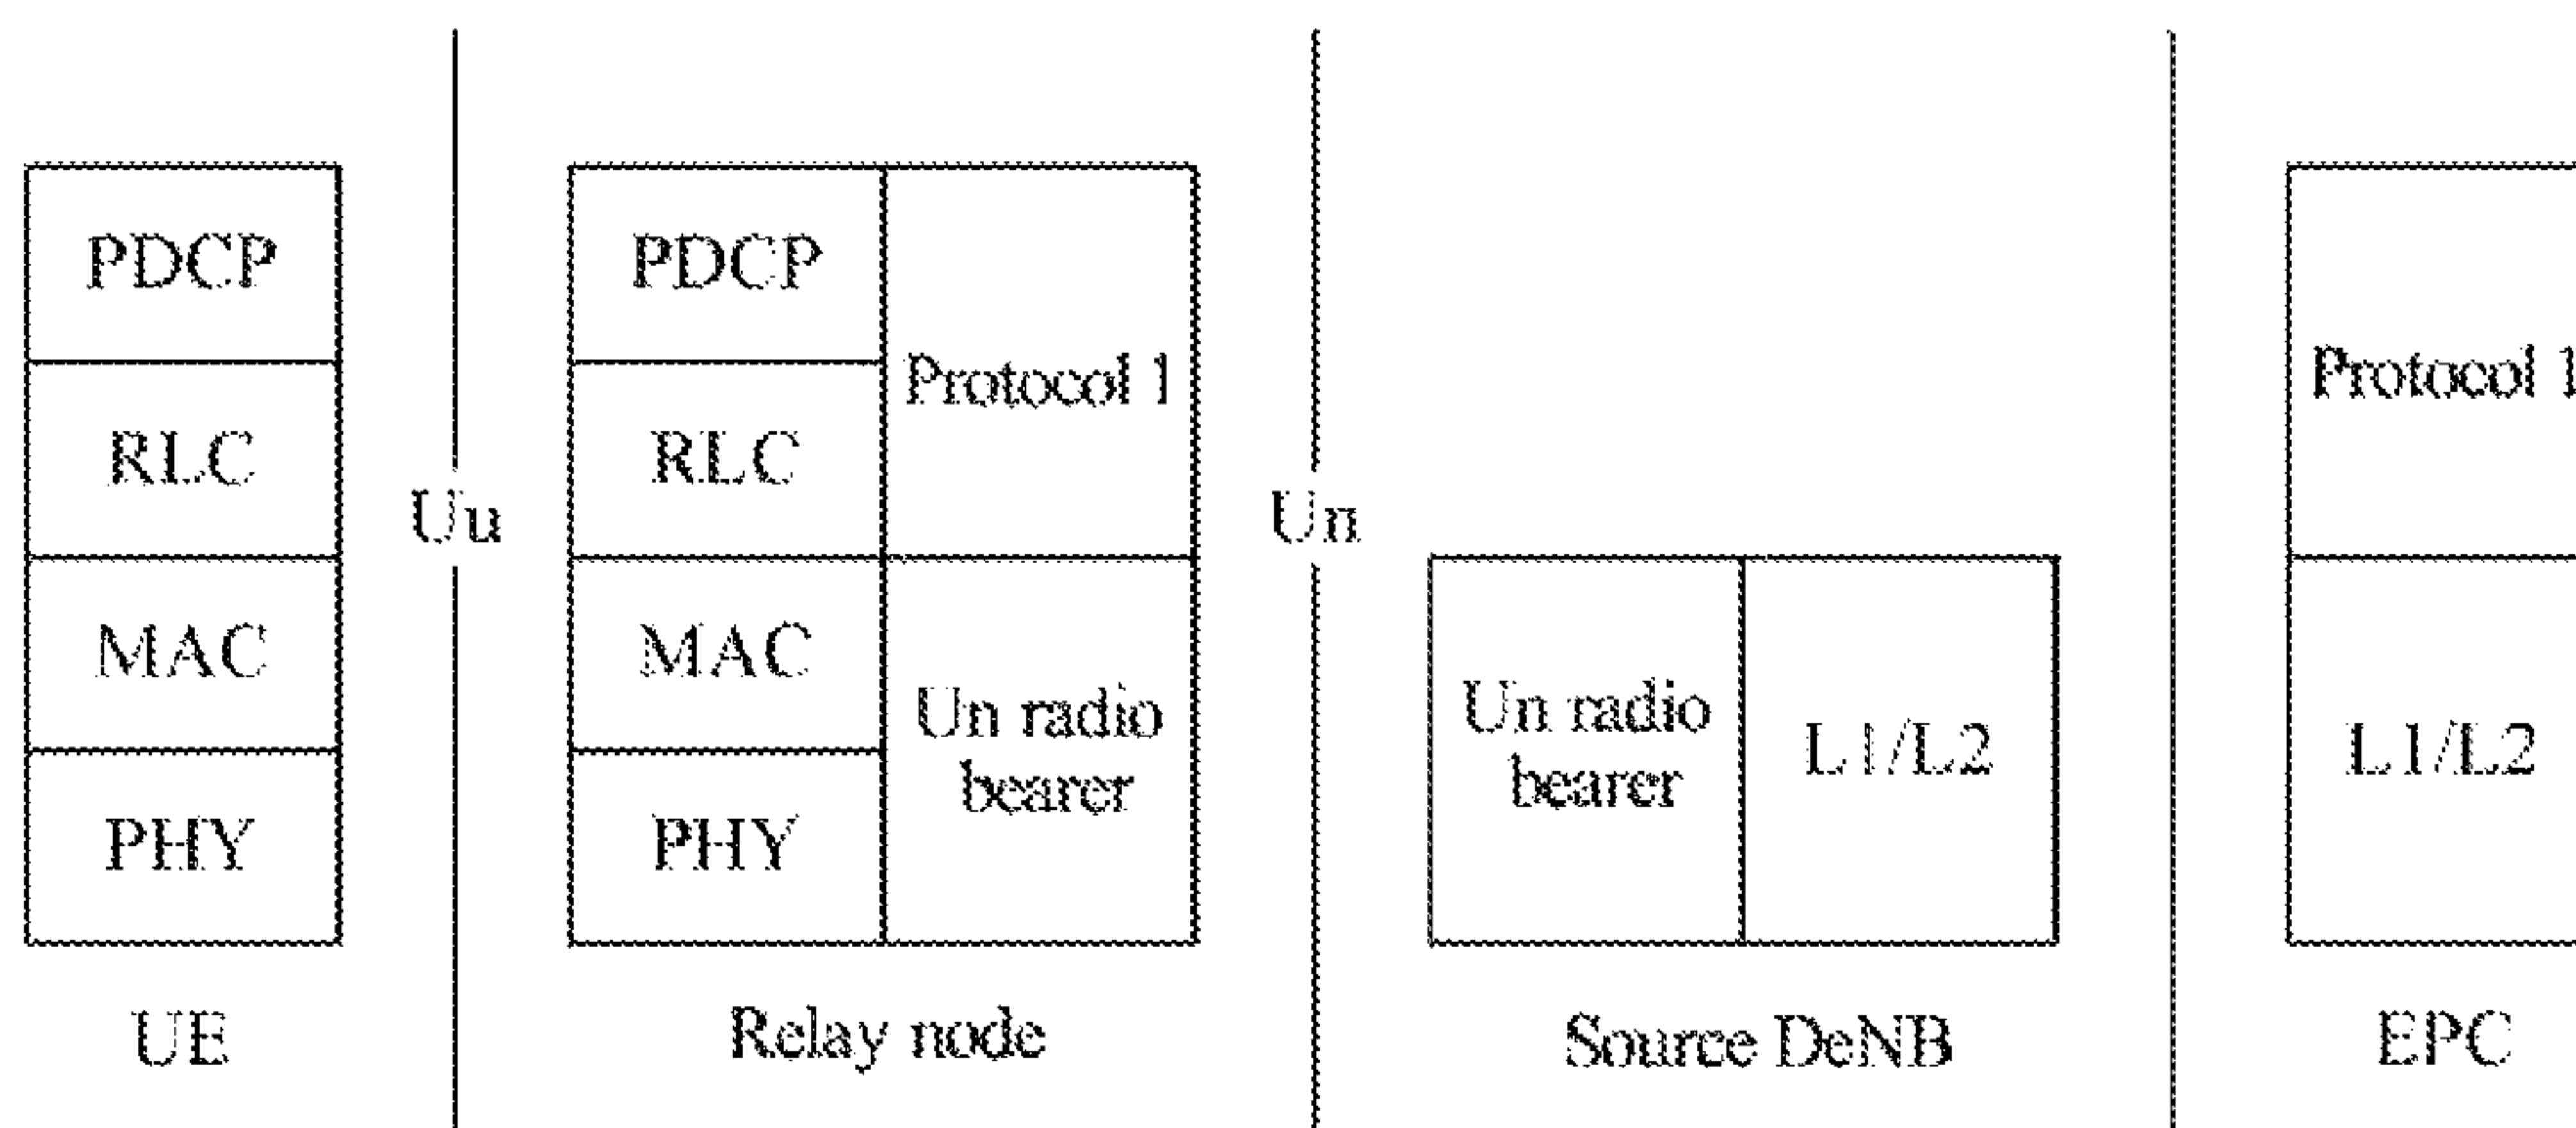 PDCP
RLC
MAC
PHY
UE
Uu
PDCP
RLC
MAC
PHY
Protocol 1
Un radio
bearer
Relay node
Un
Un radio
bearer
L1/L2
Source DeNB
Protocol 1
L1/L2
EPC